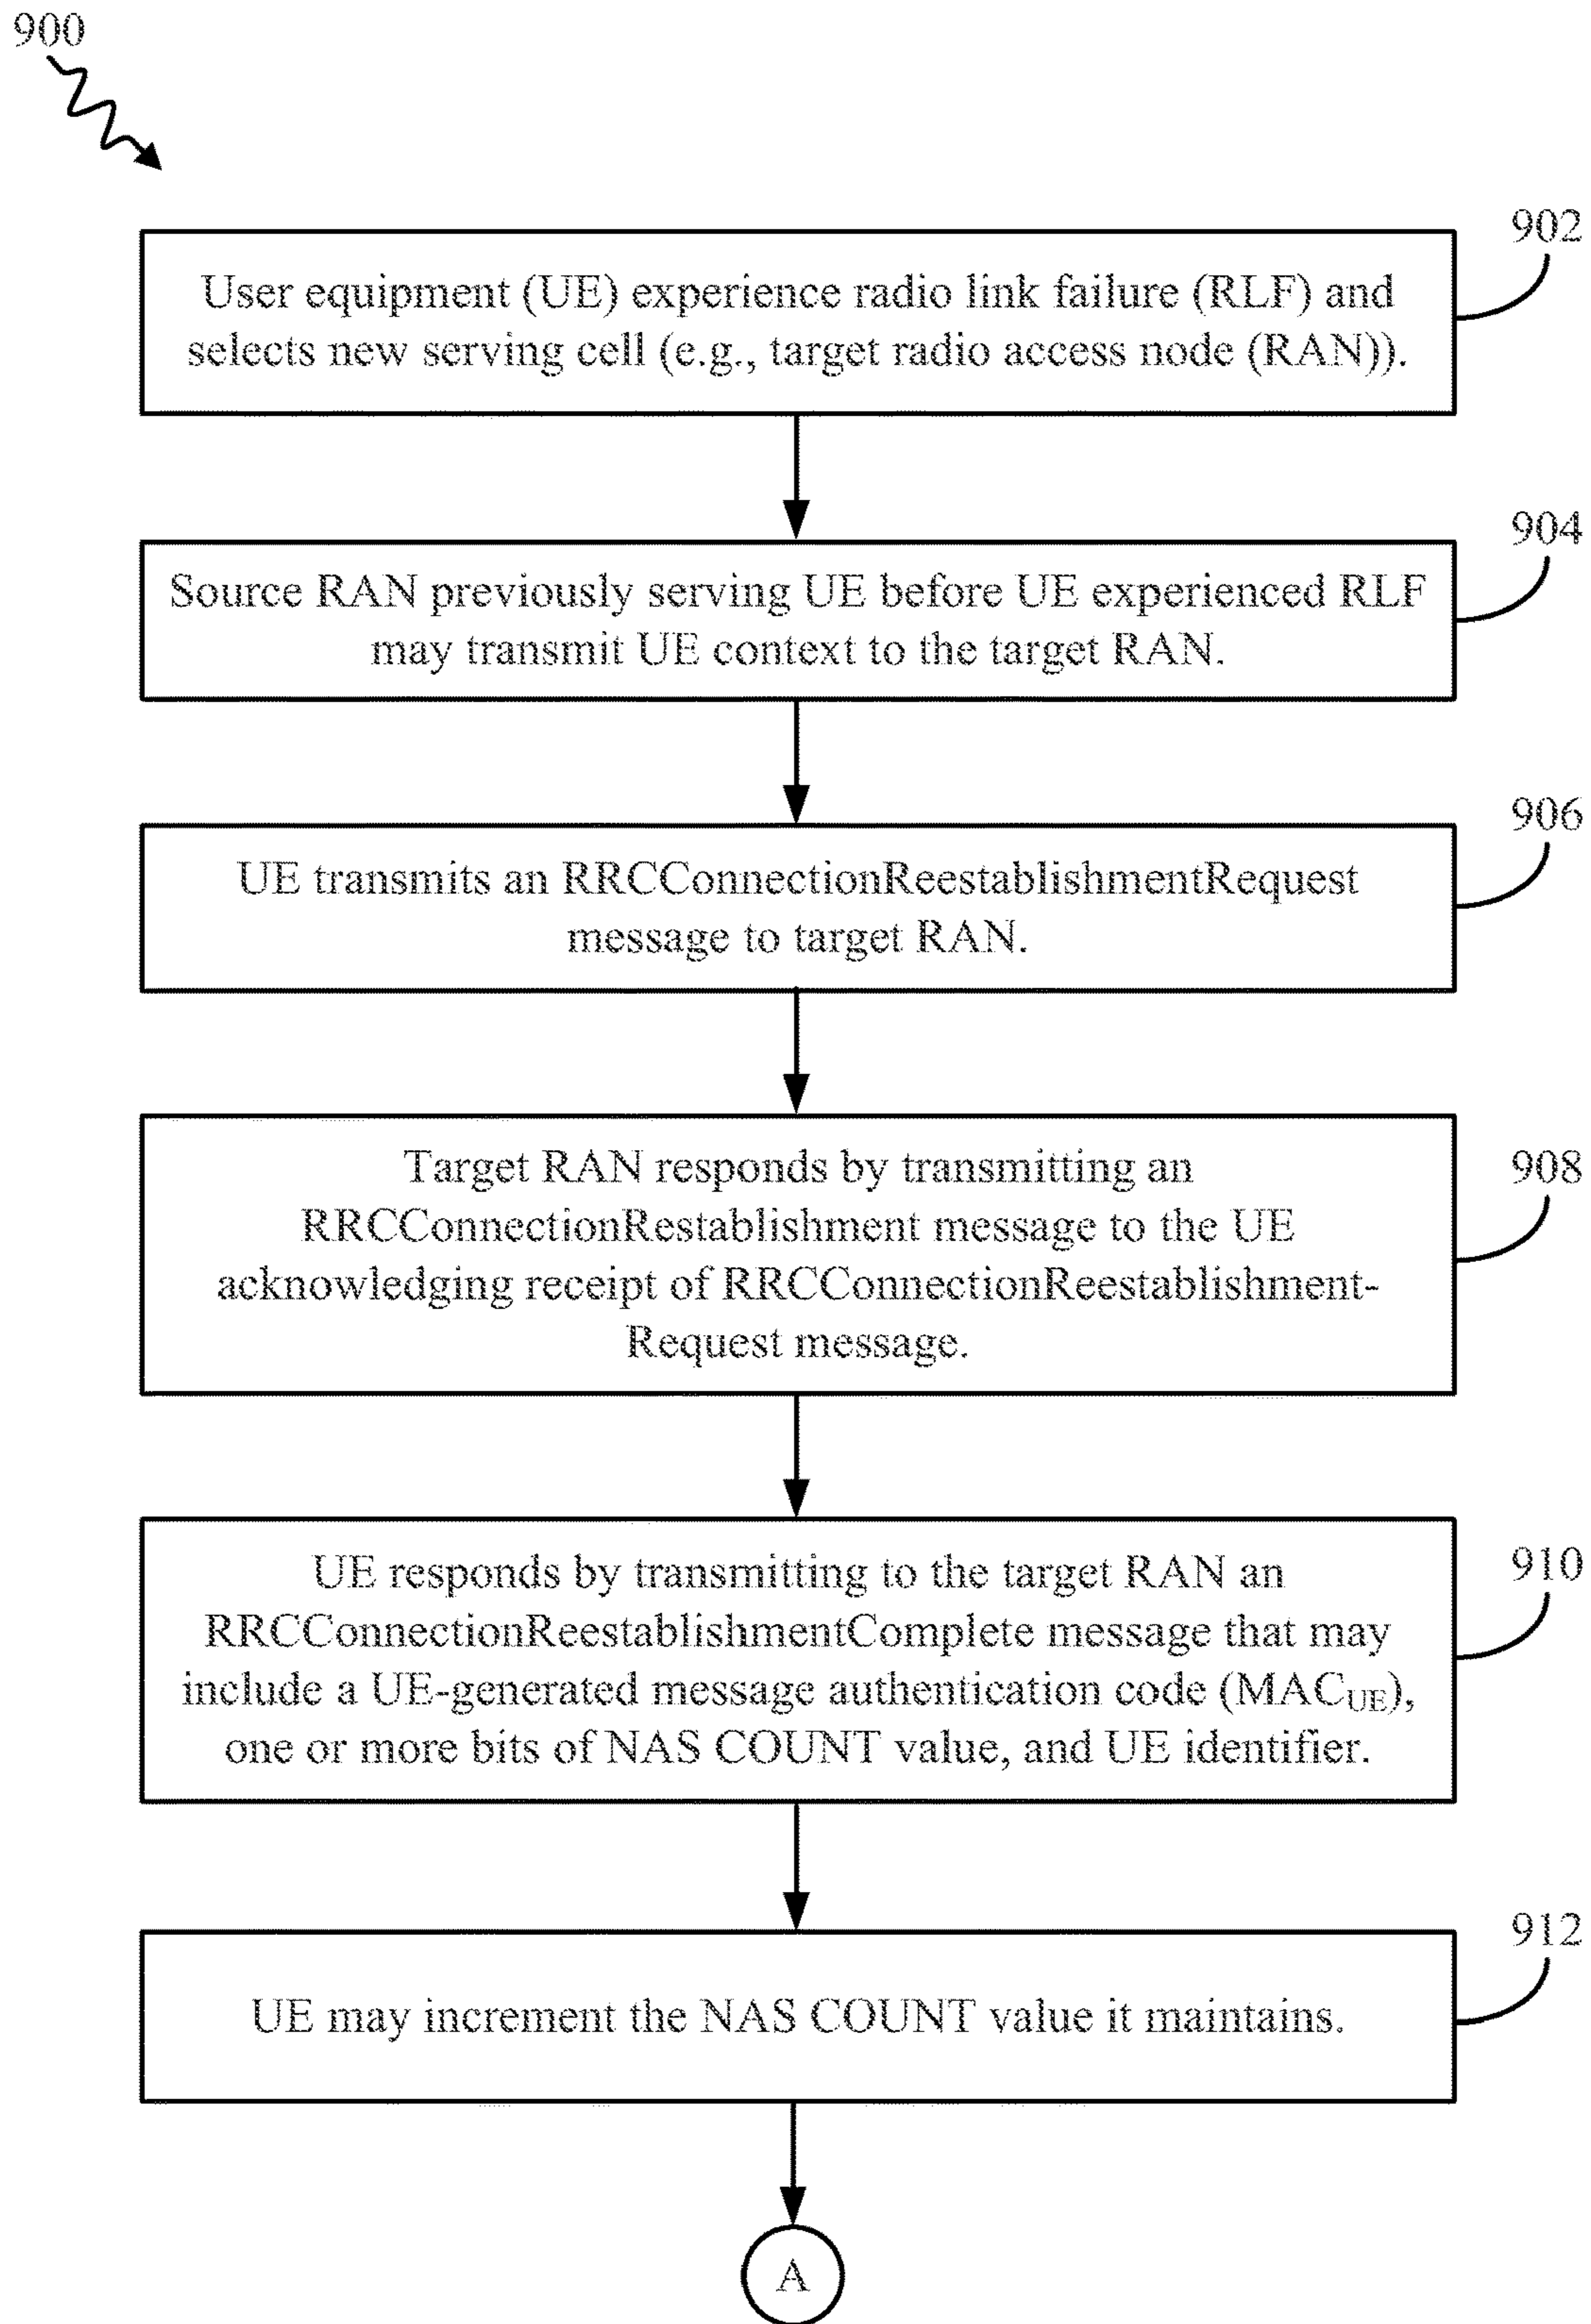 900
902
User equipment (UE) experience radio link failure (RLF) and
selects new serving cell (e.g., target radio access node (RAN)).
904
Source RAN previously serving UE before UE experienced RLF
may transmit UE context to the target RAN.
906
UE transmits an RRCConnectionReestablishmentRequest
message to target RAN.
908
Target RAN responds by transmitting an
RRCConnectionRestablishment message to the UE
acknowledging receipt of RRCConnectionReestablishment-
Request message.
910
UE responds by transmitting to the target RAN an
RRCConnectionReestablishmentComplete message that may
include a UE-generated message authentication code (MACUE),
one or more bits of NAS COUNT value, and UE identifier.
912
UE may increment the NAS COUNT value it maintains.
A